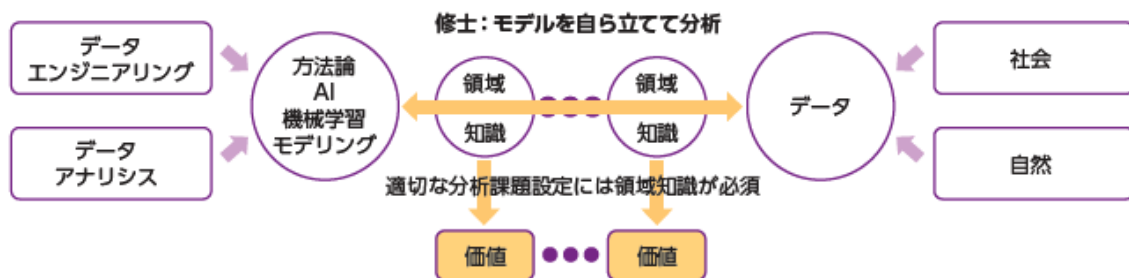 修士：モデルを自ら立てて分析
データ
エンジニアリング
データ
アナリシス
方法論
AI
機械学習
モデリング
領域
知識
領域
知識
データ
社会
自然
適切な分析課題設定には領域知識が必須
価値
価値